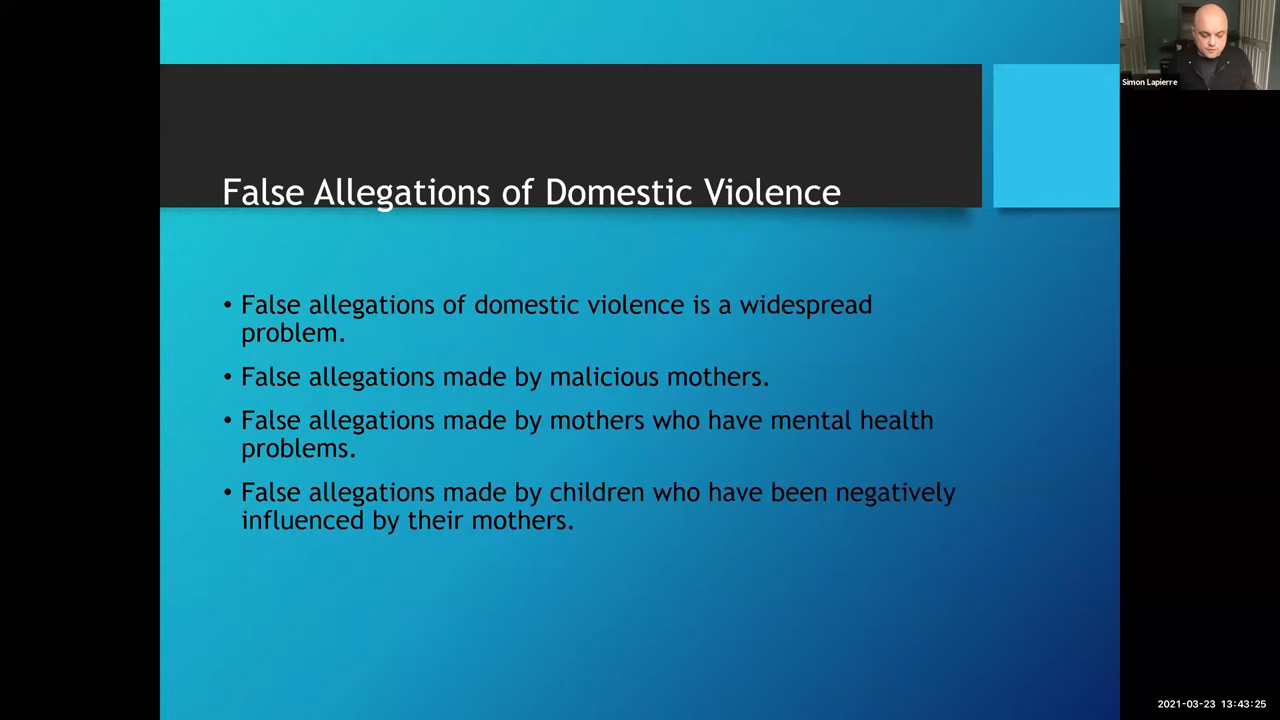 Simon Lapierre
False Allegations of Domestic Violence
• False allegations of domestic violence is a widespread
problem.
• False allegations made by malicious mothers.
• False allegations made by mothers who have mental health
problems.
• False allegations made by children who have been negatively
influenced by their mothers.
2021-03-23 13:43:25